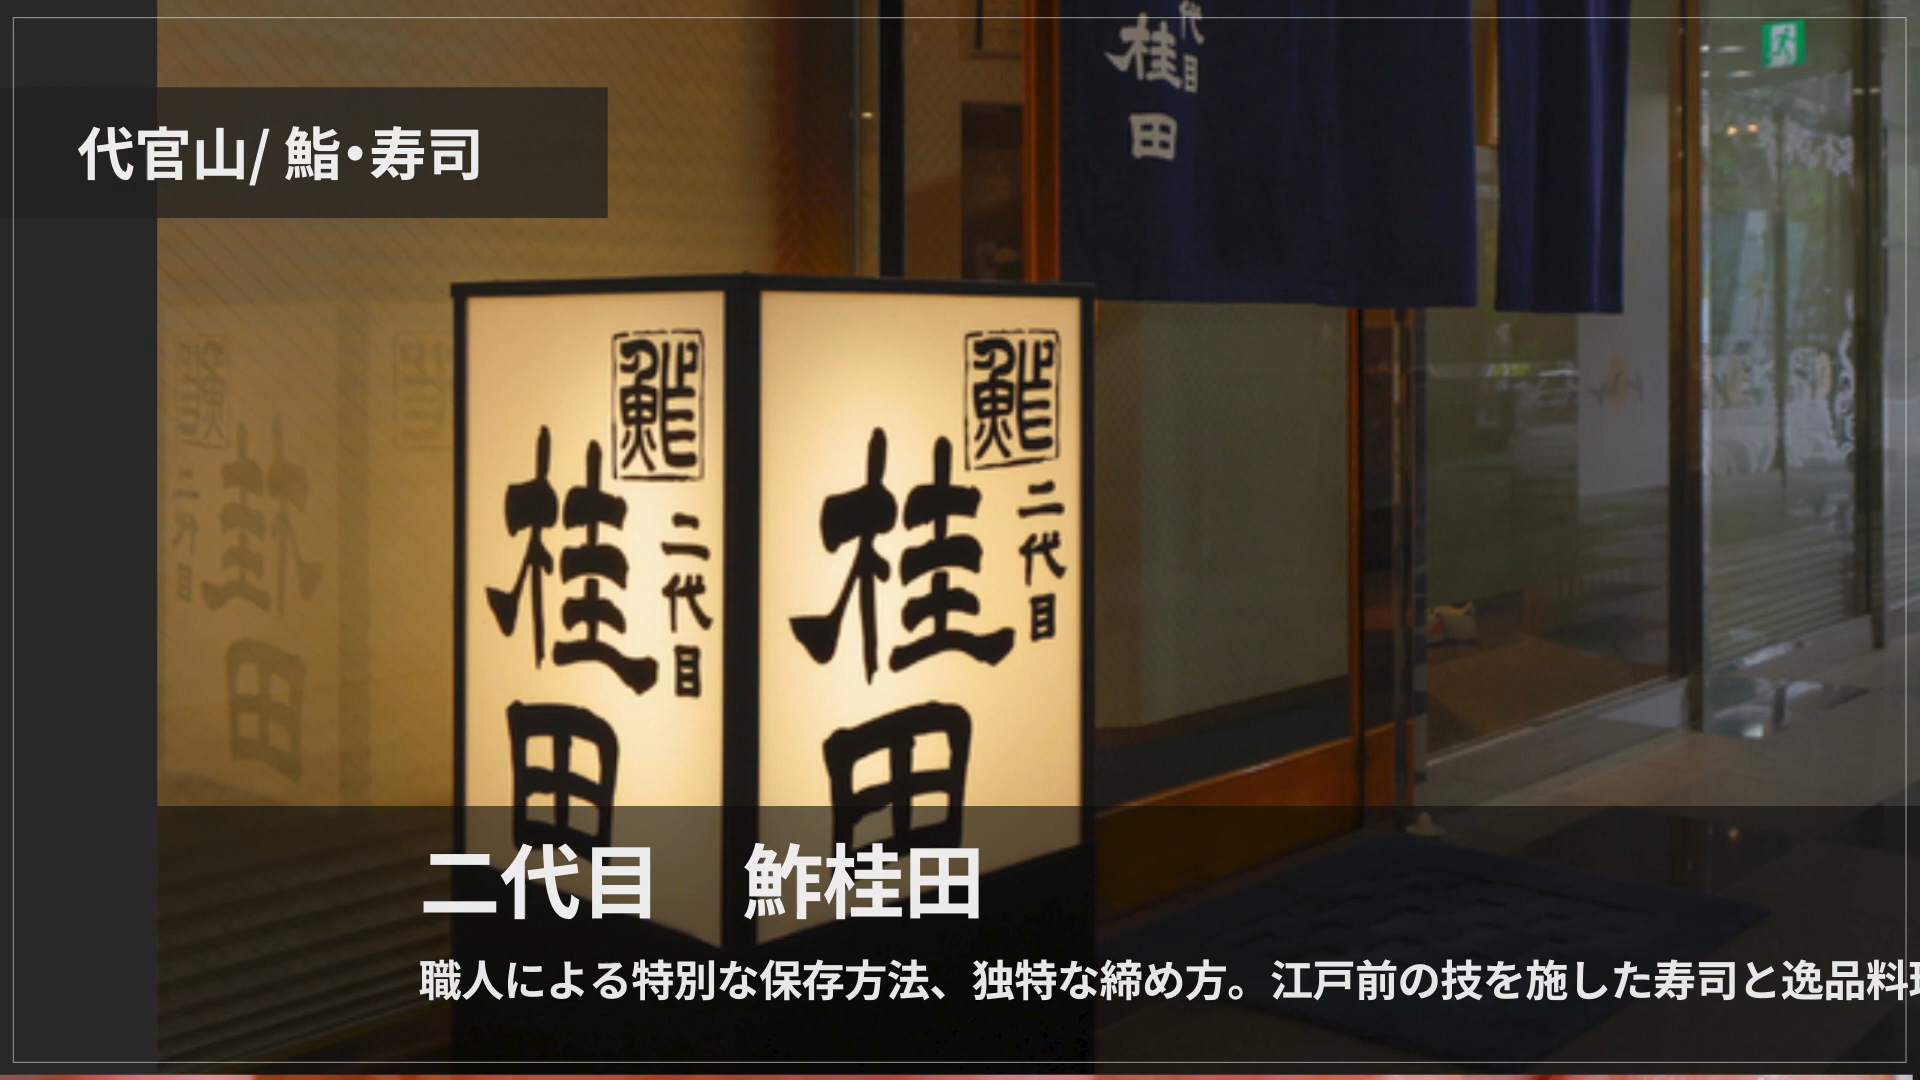 代官山/ 鮨・寿司
代目
桂田
鮓
二代目
桂田
鮓
二代目
桂田
二代目　鮓桂田
職人による特別な保存方法、独特な締め方。江戸前の技を施した寿司と逸品料理